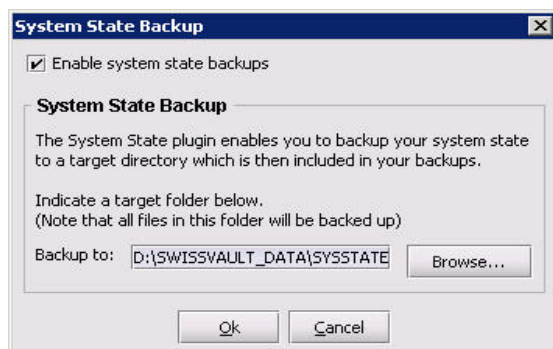 System State Backup
Enable system state backups
System State Backup
The System State plugin enables you to backup your system state
to a target directory which is then included in your backups.
Indicate a target folder below.
(Note that all files in this folder will be backed up)
Backup to: D:\SWISSVAULT_DATA\SYSSTATE Browse...
Ok Cancel